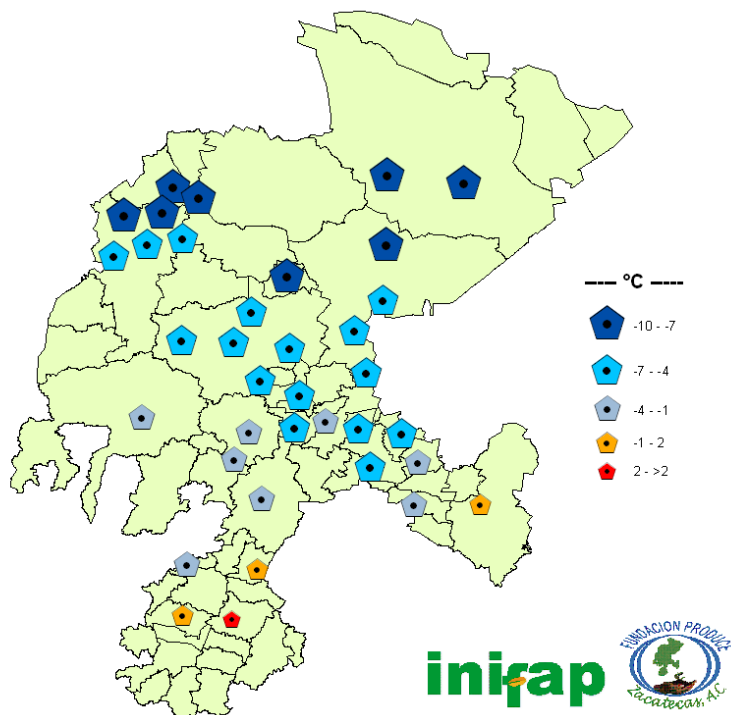 ---- °C ----
-10 - -7
-7 - -4
-4 - -1
-1 - 2
2 - >2
inifap
FUNDACION PRODUCE
Zacatecas, A.C.